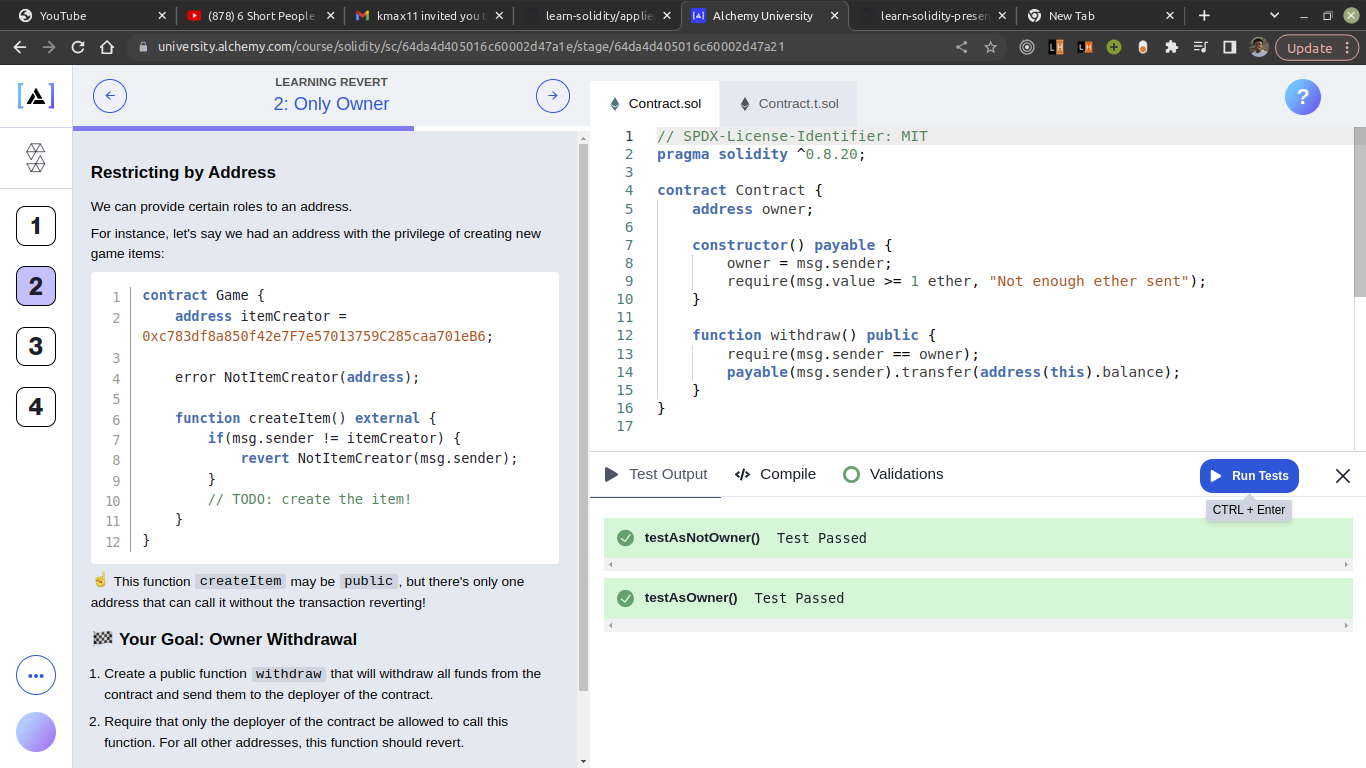 YouTube
(878) 6 Short People
kmax11 invited you t
learn-solidity/applie
Alchemy University
learn-solidity-presen
New Tab
university.alchemy.com/course/solidity/sc/64da4d405016c60002d47a1e/stage/64da4d405016c60002d47a21
LH
LH
Update
LEARNING REVERT
2: Only Owner
1
2
3
4
Restricting by Address
We can provide certain roles to an address.
For instance, let's say we had an address with the privilege of creating new
game items:
1 contract Game {
2 address itemCreator =
0xc783df8a850f42e7F7e57013759C285caa701eB6;
3
4 error NotItemCreator(address);
5
6 function createItem() external {
7 if(msg.sender != itemCreator) {
8 revert NotItemCreator(msg.sender);
9 }
10 // TODO: create the item!
11 }
12 }
☝️ This function createItem may be public, but there's only one
address that can call it without the transaction reverting!
🏁 Your Goal: Owner Withdrawal
1. Create a public function withdraw that will withdraw all funds from the
contract and send them to the deployer of the contract.
2. Require that only the deployer of the contract be allowed to call this
function. For all other addresses, this function should revert.
Contract.sol
Contract.t.sol
?
1 // SPDX-License-Identifier: MIT
2 pragma solidity ^0.8.20;
3
4 contract Contract {
5 address owner;
6
7 constructor() payable {
8 owner = msg.sender;
9 require(msg.value >= 1 ether, "Not enough ether sent");
10 }
11
12 function withdraw() public {
13 require(msg.sender == owner);
14 payable(msg.sender).transfer(address(this).balance);
15 }
16 }
17
Test Output
Compile
Validations
Run Tests
CTRL + Enter
testAsNotOwner() Test Passed
testAsOwner() Test Passed